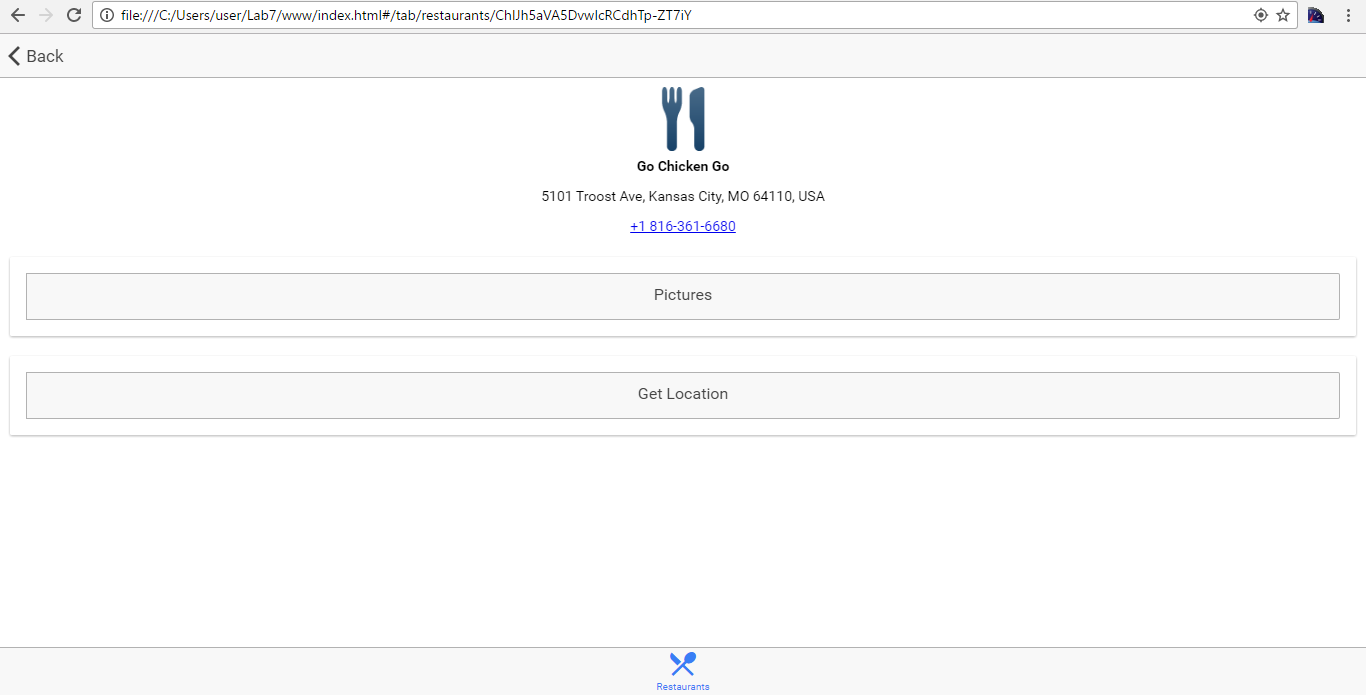 file:///C:/Users/user/Lab7/www/index.html#/tab/restaurants/ChIJh5aVA5DvwIcRCdhTp-ZT7iY
Back
Go Chicken Go
5101 Troost Ave, Kansas City, MO 64110, USA
+1 816-361-6680
Pictures
Get Location
Restaurants